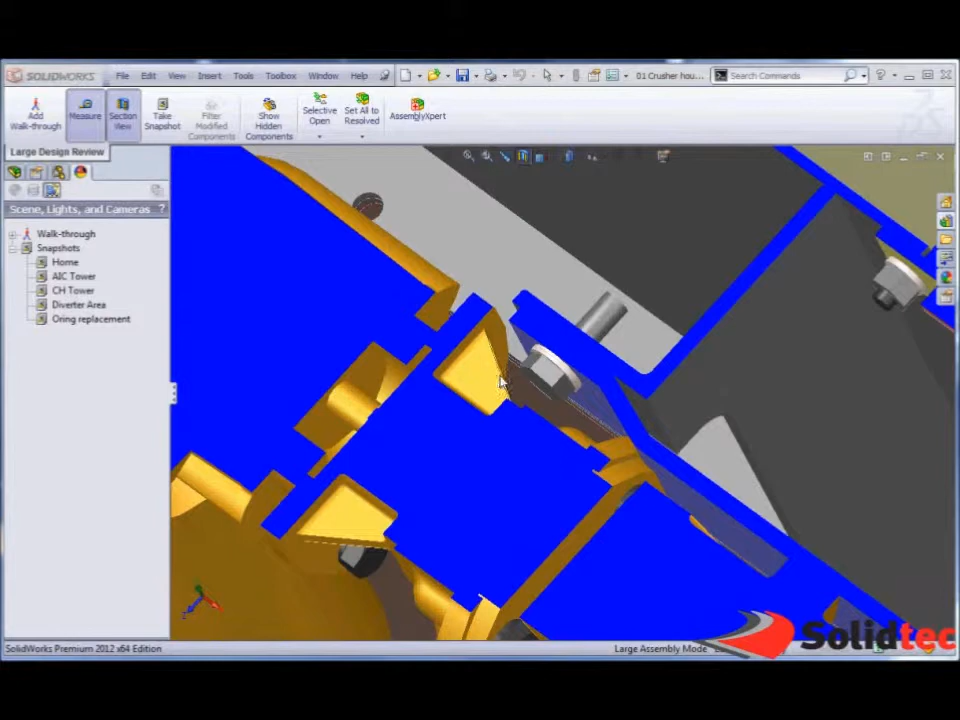 SOLIDWORKS File Edit View Insert Tools Toolbox Window Help 01 Crusher hou... Search Commands ?
Add Walk-through
Measure
Section View
Take Snapshot
Filter Modified Components
Show Hidden Components
Selective Open
Set All to Resolved
AssemblyXpert
Large Design Review
Scene, Lights, and Cameras ?
Walk-through
Snapshots
Home
AIC Tower
CH Tower
Diverter Area
Oring replacement
Solidtec
SolidWorks Premium 2012 x64 Edition
Large Assembly Mode